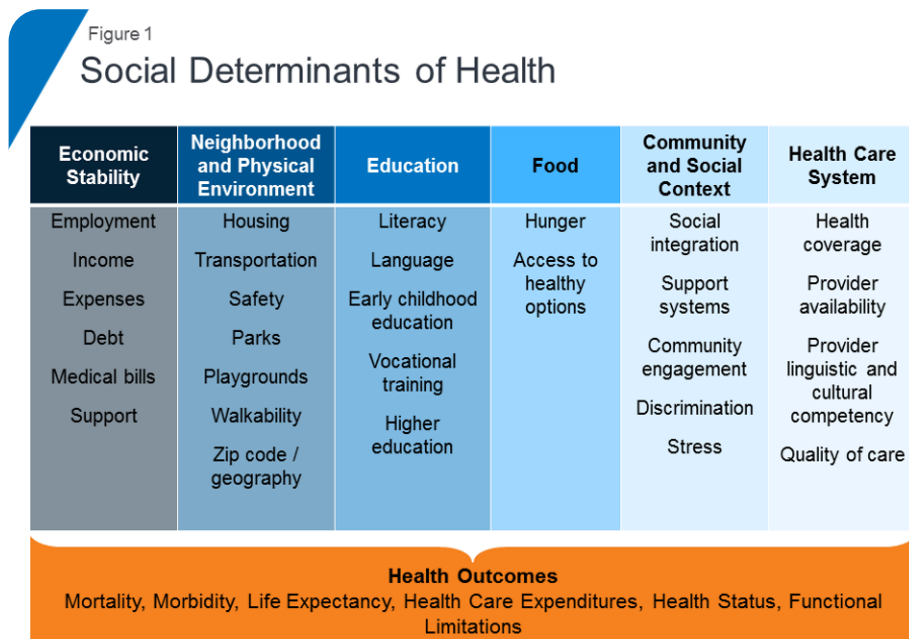 Figure 1
Social Determinants of Health
Economic
Stability
Employment
Income
Expenses
Debt
Medical bills
Support
Neighborhood
and Physical
Environment
Housing
Transportation
Safety
Parks
Playgrounds
Walkability
Zip code /
geography
Education
Literacy
Language
Early childhood
education
Vocational
training
Higher
education
Food
Hunger
Access to
healthy
options
Community
and Social
Context
Social
integration
Support
systems
Community
engagement
Discrimination
Stress
Health Care
System
Health
coverage
Provider
availability
Provider
linguistic and
cultural
competency
Quality of care
Health Outcomes
Mortality, Morbidity, Life Expectancy, Health Care Expenditures, Health Status, Functional
Limitations